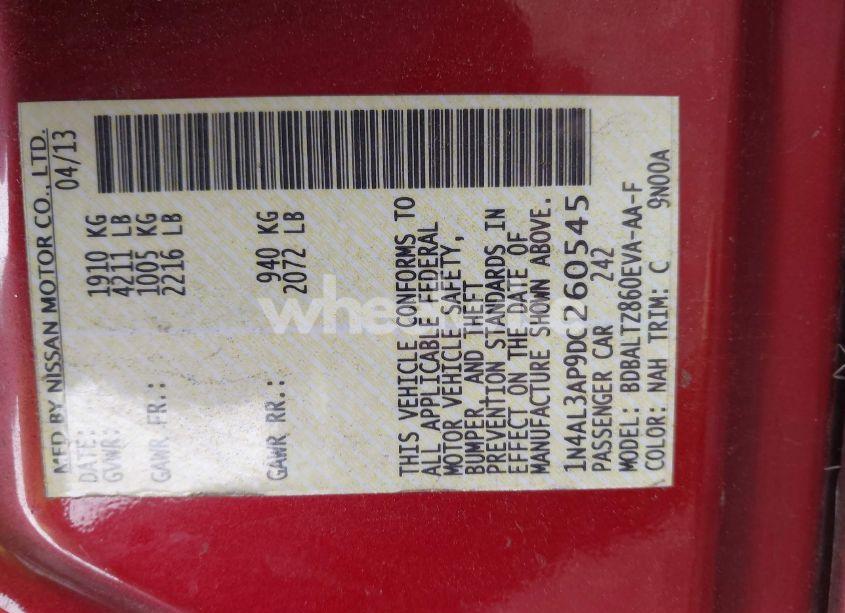 MFD BY NISSAN MOTOR CO., LTD.
DATE: 04/13
GVWR: 1910 KG
4211 LB
GAWR FR.: 1005 KG
2216 LB
GAWR RR.: 940 KG
2072 LB
THIS VEHICLE CONFORMS TO
ALL APPLICABLE FEDERAL
MOTOR VEHICLE SAFETY,
BUMPER, AND THEFT
PREVENTION STANDARDS IN
EFFECT ON THE DATE OF
MANUFACTURE SHOWN ABOVE.
1N4AL3AP9DC260545
PASSENGER CAR 242
MODEL: BDBALTZ860EVA-AA-F
COLOR: NAH TRIM: C 9N00A